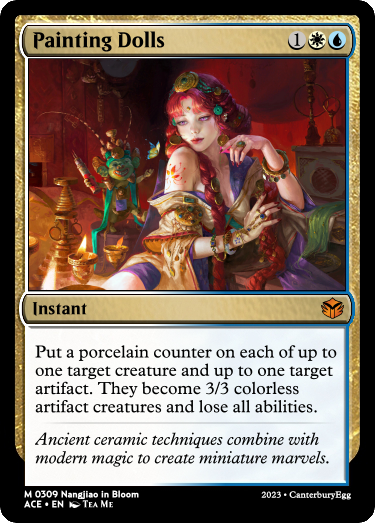 Painting Dolls 1
Instant
Put a porcelain counter on each of up to
one target creature and up to one target
artifact. They become 3/3 colorless
artifact creatures and lose all abilities.
Ancient ceramic techniques combine with
modern magic to create miniature marvels.
M 0309 Nangjiao in Bloom
ACE • EN Tea Me
2023 • CanterburyEgg